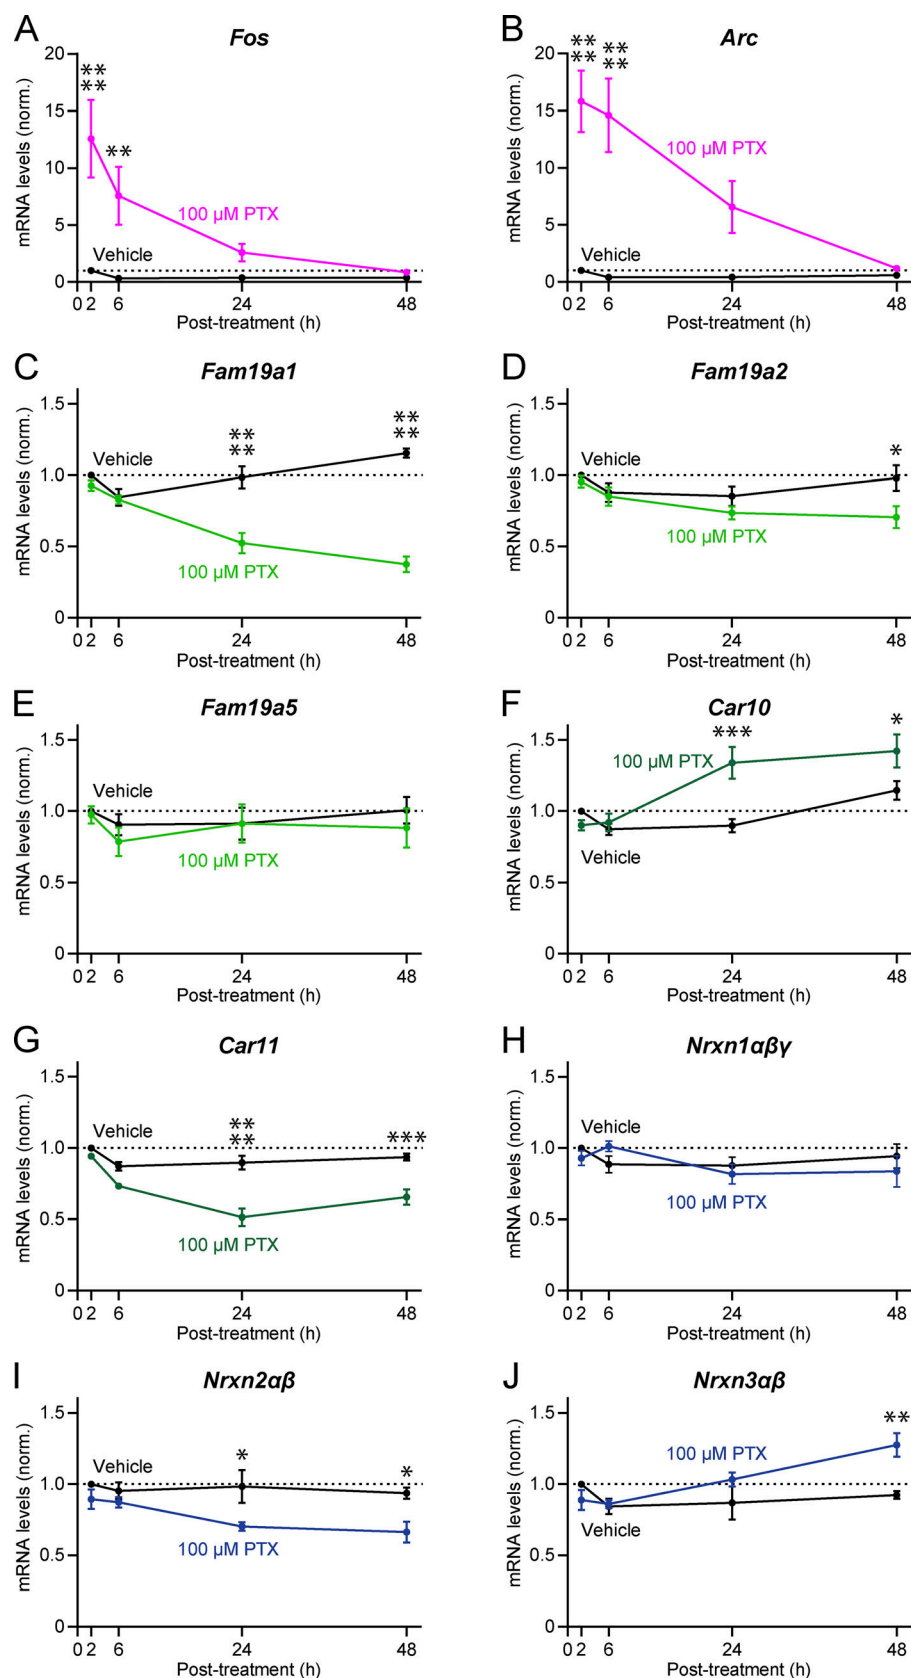 A
Fos
mRNA levels (norm.)
20
15
10
5
0
**
**
**
100 µM PTX
Vehicle
0 2 6 24 48
Post-treatment (h)
B
Arc
mRNA levels (norm.)
20
15
10
5
0
**
**
**
**
100 µM PTX
Vehicle
0 2 6 24 48
Post-treatment (h)
C
Fam19a1
mRNA levels (norm.)
1.5
1.0
0.5
0
Vehicle
**
**
**
**
100 µM PTX
0 2 6 24 48
Post-treatment (h)
D
Fam19a2
mRNA levels (norm.)
1.5
1.0
0.5
0
Vehicle
*
100 µM PTX
0 2 6 24 48
Post-treatment (h)
E
Fam19a5
mRNA levels (norm.)
1.5
1.0
0.5
0
Vehicle
100 µM PTX
0 2 6 24 48
Post-treatment (h)
F
Car10
mRNA levels (norm.)
1.5
1.0
0.5
0
***
*
100 µM PTX
Vehicle
0 2 6 24 48
Post-treatment (h)
G
Car11
mRNA levels (norm.)
1.5
1.0
0.5
0
Vehicle
**
**
***
100 µM PTX
0 2 6 24 48
Post-treatment (h)
H
Nrxn1αβγ
mRNA levels (norm.)
1.5
1.0
0.5
0
Vehicle
100 µM PTX
0 2 6 24 48
Post-treatment (h)
I
Nrxn2αβ
mRNA levels (norm.)
1.5
1.0
0.5
0
Vehicle
*
*
100 µM PTX
0 2 6 24 48
Post-treatment (h)
J
Nrxn3αβ
mRNA levels (norm.)
1.5
1.0
0.5
0
**
100 µM PTX
Vehicle
0 2 6 24 48
Post-treatment (h)